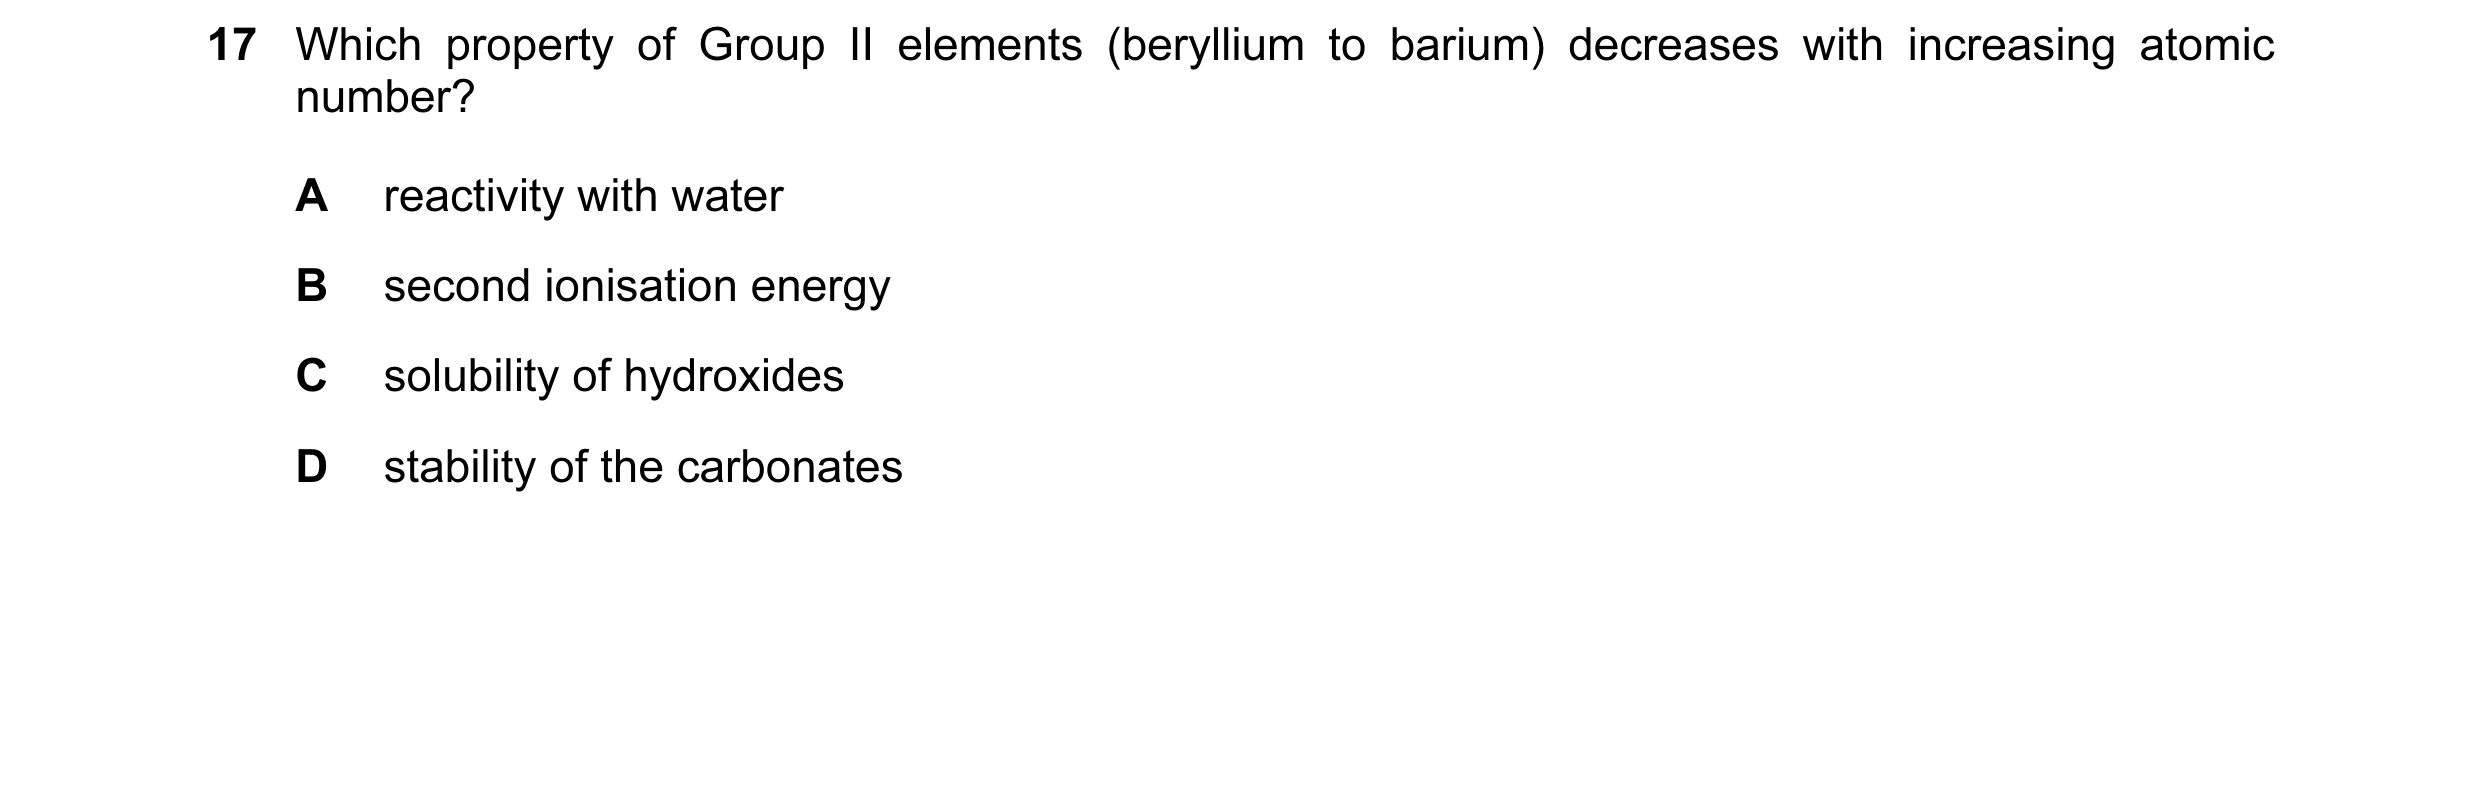 17 Which property of Group II elements (beryllium to barium) decreases with increasing atomic
number?
A reactivity with water
B second ionisation energy
C solubility of hydroxides
D stability of the carbonates